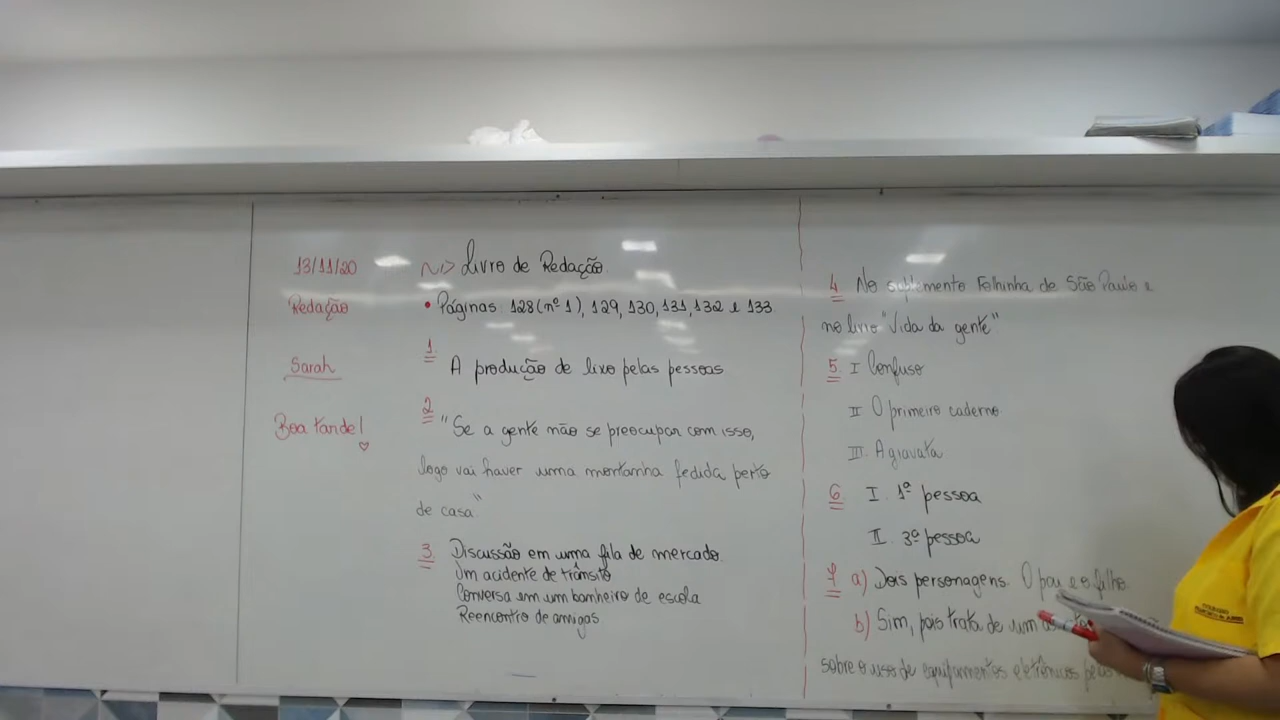 13/11/20
Redação
Sarah
Boa tarde!
~> Livro de Redação.
• Páginas 128 (nº 1), 129, 130, 131, 132 e 133
1. A produção de lixo pelas pessoas
2 "Se a gente não se preocupar com isso,
logo vai haver uma montanha fedida perto
de casa"
3. Discussão em uma fila de mercado.
Um acidente de trânsito
Conversa em um banheiro de escola
Reencontro de amigas
4 No suplemento Folhinha de São Paulo e
no livro "Vida da gente"
5. I Confuso
II O primeiro caderno
III. A gravata
6 I. 1ª pessoa
II. 3ª pessoa
7 a) Dois personagens. O pai e o filho.
b) Sim, pois trata de um
sobre o uso de equipamentos eletrônicos